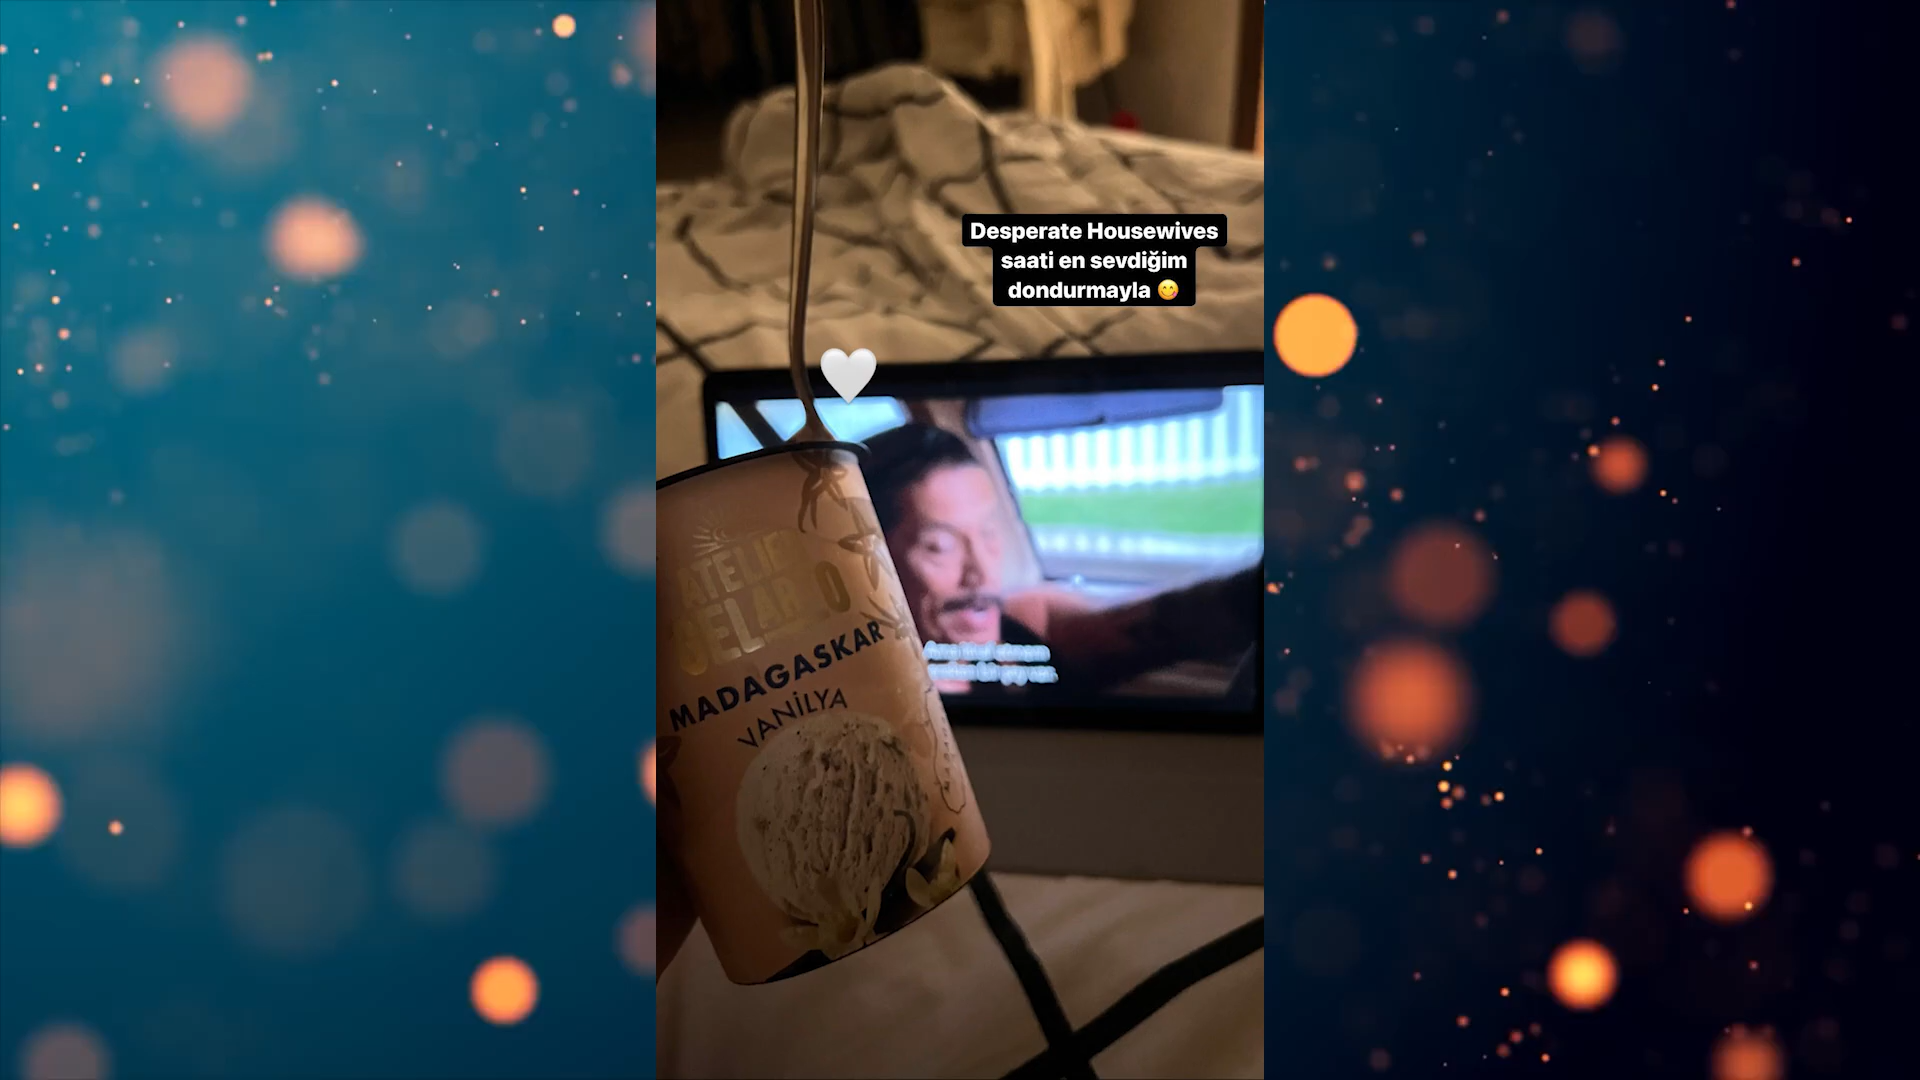 Desperate Housewives
saati en sevdiğim
dondurmayla 😋
ATELIER
GELATO
MADAGASKAR
VANİLYA